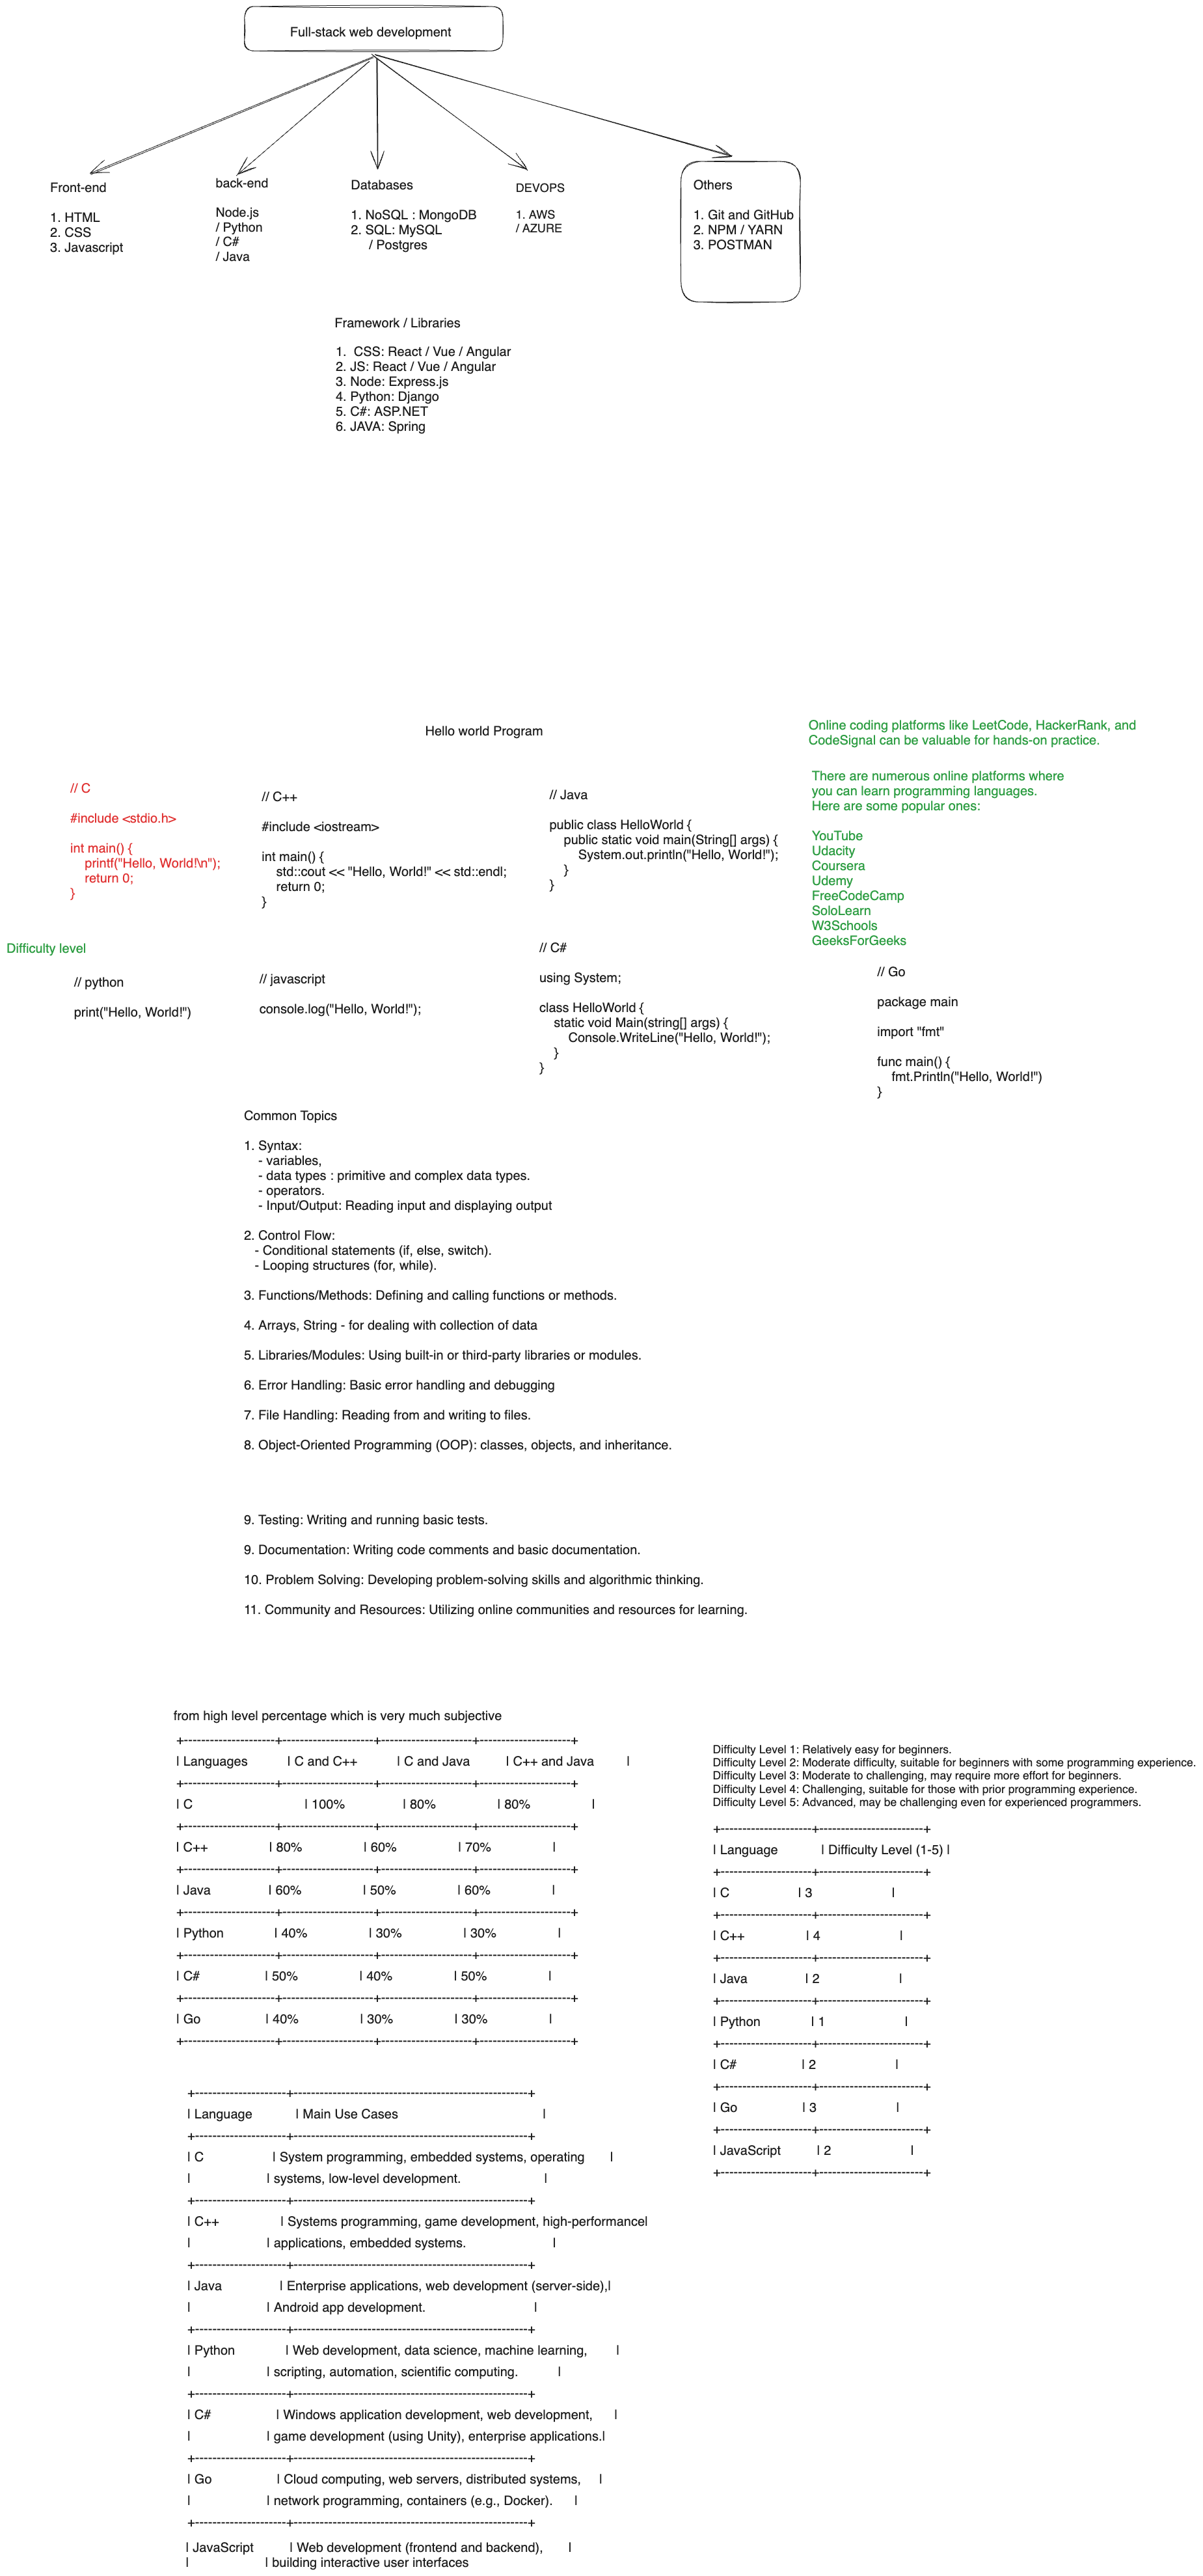 Full-stack web development
Front-end
1. HTML
2. CSS
3. Javascript
back-end
Node.js
/ Python
/ C#
/ Java
Databases
1. NoSQL : MongoDB
2. SQL: MySQL
/ Postgres
DEVOPS
1. AWS
/ AZURE
Others
1. Git and GitHub
2. NPM / YARN
3. POSTMAN
Framework / Libraries
1.  CSS: React / Vue / Angular
2. JS: React / Vue / Angular
3. Node: Express.js
4. Python: Django
5. C#: ASP.NET
6. JAVA: Spring
Hello world Program
Online coding platforms like LeetCode, HackerRank, and
CodeSignal can be valuable for hands-on practice.
There are numerous online platforms where
you can learn programming languages.
Here are some popular ones:
YouTube
Udacity
Coursera
Udemy
FreeCodeCamp
SoloLearn
W3Schools
GeeksForGeeks
// C
#include <stdio.h>
int main() {
printf("Hello, World!\n");
return 0;
}
// C++
#include <iostream>
int main() {
std::cout << "Hello, World!" << std::endl;
return 0;
}
// Java
public class HelloWorld {
public static void main(String[] args) {
System.out.println("Hello, World!");
}
}
Difficulty level
// python
print("Hello, World!")
// javascript
console.log("Hello, World!");
// C#
using System;
class HelloWorld {
static void Main(string[] args) {
Console.WriteLine("Hello, World!");
}
}
// Go
package main
import "fmt"
func main() {
fmt.Println("Hello, World!")
}
Common Topics
1. Syntax:
- variables,
- data types : primitive and complex data types.
- operators.
- Input/Output: Reading input and displaying output
2. Control Flow:
- Conditional statements (if, else, switch).
- Looping structures (for, while).
3. Functions/Methods: Defining and calling functions or methods.
4. Arrays, String - for dealing with collection of data
5. Libraries/Modules: Using built-in or third-party libraries or modules.
6. Error Handling: Basic error handling and debugging
7. File Handling: Reading from and writing to files.
8. Object-Oriented Programming (OOP): classes, objects, and inheritance.
9. Testing: Writing and running basic tests.
9. Documentation: Writing code comments and basic documentation.
10. Problem Solving: Developing problem-solving skills and algorithmic thinking.
11. Community and Resources: Utilizing online communities and resources for learning.
from high level percentage which is very much subjective
+---------------------+--------------------+---------------------+---------------------+
| Languages | C and C++ | C and Java | C++ and Java |
+---------------------+--------------------+---------------------+---------------------+
| C | 100% | 80% | 80% |
+---------------------+--------------------+---------------------+---------------------+
| C++ | 80% | 60% | 70% |
+---------------------+--------------------+---------------------+---------------------+
| Java | 60% | 50% | 60% |
+---------------------+--------------------+---------------------+---------------------+
| Python | 40% | 30% | 30% |
+---------------------+--------------------+---------------------+---------------------+
| C# | 50% | 40% | 50% |
+---------------------+--------------------+---------------------+---------------------+
| Go | 40% | 30% | 30% |
+---------------------+--------------------+---------------------+---------------------+
Difficulty Level 1: Relatively easy for beginners.
Difficulty Level 2: Moderate difficulty, suitable for beginners with some programming experience.
Difficulty Level 3: Moderate to challenging, may require more effort for beginners.
Difficulty Level 4: Challenging, suitable for those with prior programming experience.
Difficulty Level 5: Advanced, may be challenging even for experienced programmers.
+---------------------+------------------------+
| Language | Difficulty Level (1-5) |
+---------------------+------------------------+
| C | 3 |
+---------------------+------------------------+
| C++ | 4 |
+---------------------+------------------------+
| Java | 2 |
+---------------------+------------------------+
| Python | 1 |
+---------------------+------------------------+
| C# | 2 |
+---------------------+------------------------+
| Go | 3 |
+---------------------+------------------------+
| JavaScript | 2 |
+---------------------+------------------------+
+---------------------+----------------------------------------------------+
| Language | Main Use Cases |
+---------------------+----------------------------------------------------+
| C | System programming, embedded systems, operating |
| | systems, low-level development. |
+---------------------+----------------------------------------------------+
| C++ | Systems programming, game development, high-performance|
| | applications, embedded systems. |
+---------------------+----------------------------------------------------+
| Java | Enterprise applications, web development (server-side),|
| | Android app development. |
+---------------------+----------------------------------------------------+
| Python | Web development, data science, machine learning, |
| | scripting, automation, scientific computing. |
+---------------------+----------------------------------------------------+
| C# | Windows application development, web development, |
| | game development (using Unity), enterprise applications.|
+---------------------+----------------------------------------------------+
| Go | Cloud computing, web servers, distributed systems, |
| | network programming, containers (e.g., Docker). |
+---------------------+----------------------------------------------------+
| JavaScript | Web development (frontend and backend), |
| | building interactive user interfaces